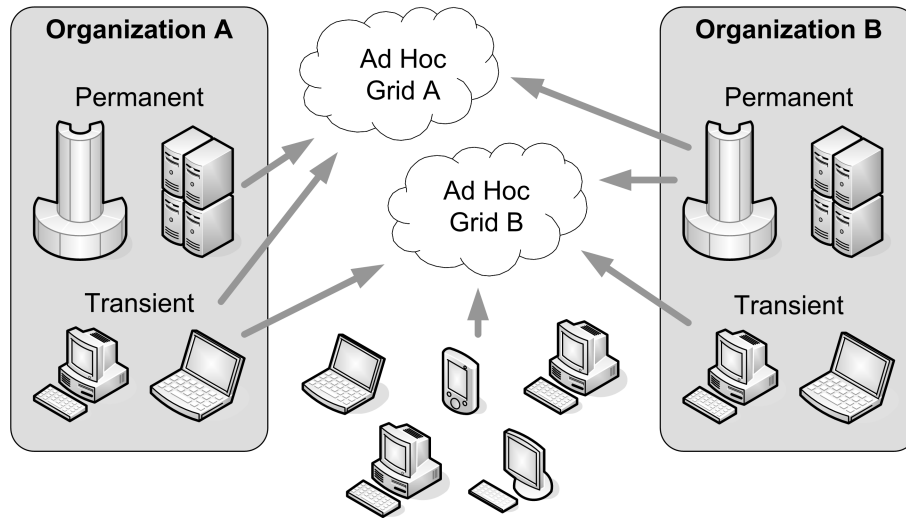 Organization A
Ad Hoc
Grid A
Organization B
Permanent
Permanent
Ad Hoc
Grid B
Transient
Transient